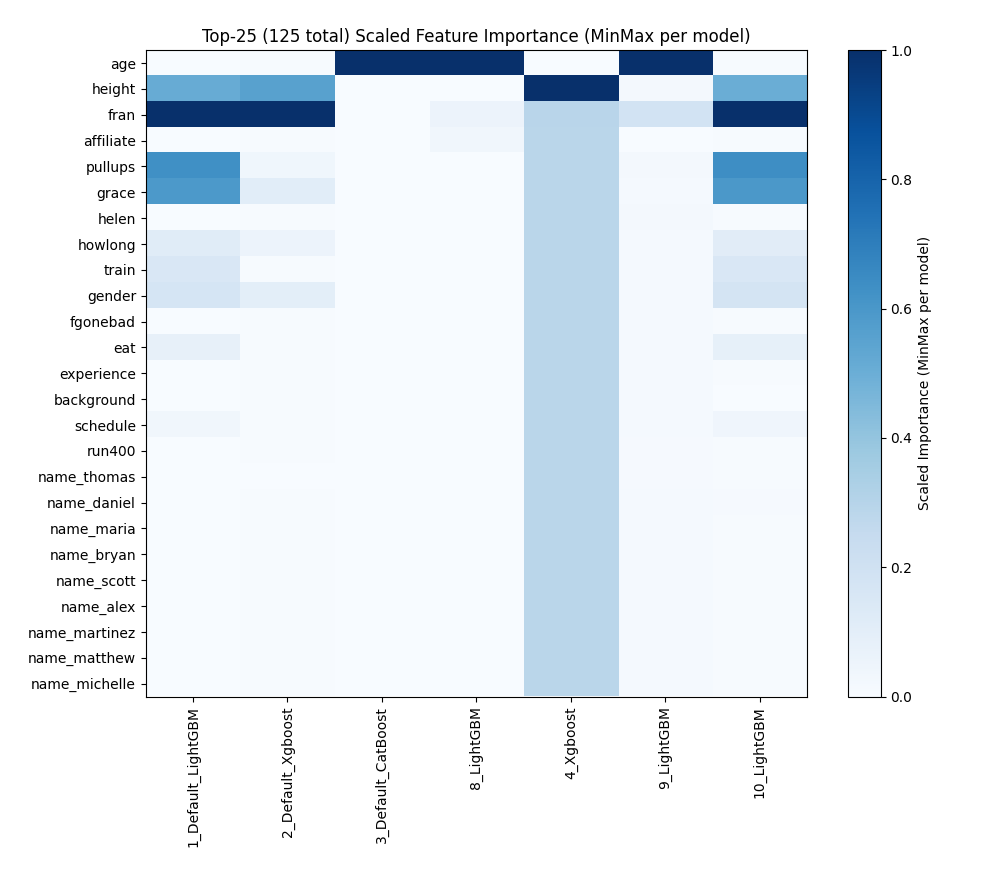 Top-25 (125 total) Scaled Feature Importance (MinMax per model)
age
height
fran
affiliate
pullups
grace
helen
howlong
train
gender
fgonebad
eat
experience
background
schedule
run400
name_thomas
name_daniel
name_maria
name_bryan
name_scott
name_alex
name_martinez
name_matthew
name_michelle
1_Default_LightGBM
2_Default_Xgboost
3_Default_CatBoost
8_LightGBM
4_Xgboost
9_LightGBM
10_LightGBM
1.0
0.8
0.6
0.4
0.2
0.0
Scaled Importance (MinMax per model)